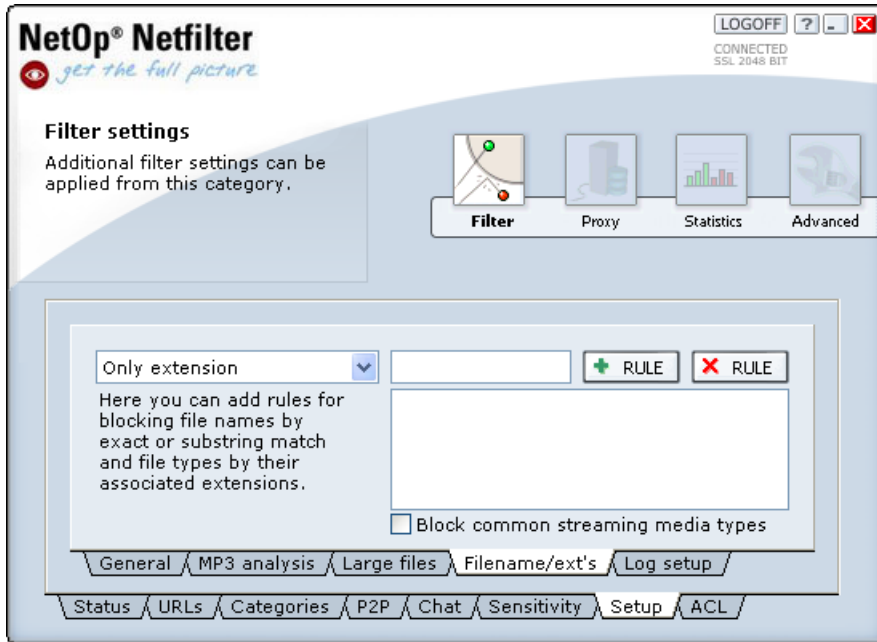 NetOp® Netfilter
get the full picture
LOGOFF ? _ X
CONNECTED
SSL 2048 BIT
Filter settings
Additional filter settings can be
applied from this category.
Filter Proxy Statistics Advanced
Only extension
RULE RULE
Here you can add rules for
blocking file names by
exact or substring match
and file types by their
associated extensions.
Block common streaming media types
General MP3 analysis Large files Filename/ext's Log setup
Status URLs Categories P2P Chat Sensitivity Setup ACL